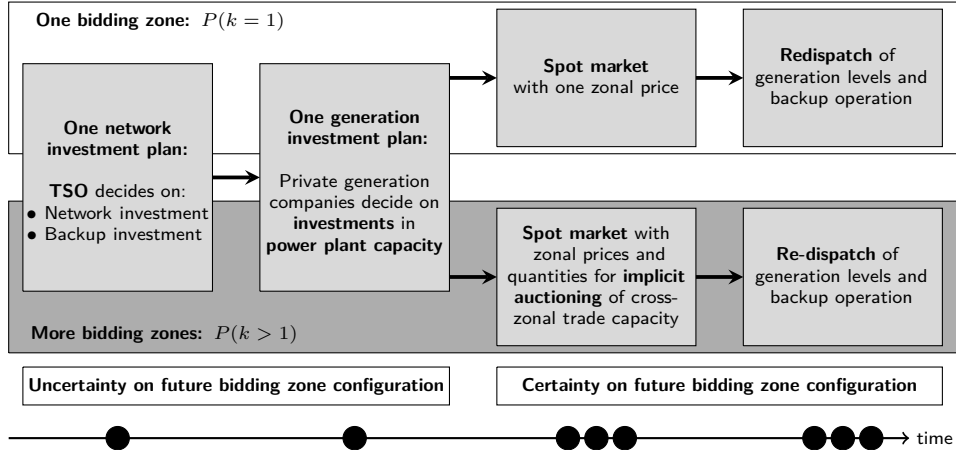 One bidding zone: P(k = 1)
One network
investment plan:
TSO decides on:
• Network investment
• Backup investment
One generation
investment plan:
Private generation
companies decide on
investments in
power plant capacity
Spot market
with one zonal price
Redispatch of
generation levels and
backup operation
Spot market with
zonal prices and
quantities for implicit
auctioning of cross-
zonal trade capacity
Re-dispatch of
generation levels and
backup operation
More bidding zones: P(k > 1)
Uncertainty on future bidding zone configuration
Certainty on future bidding zone configuration
time